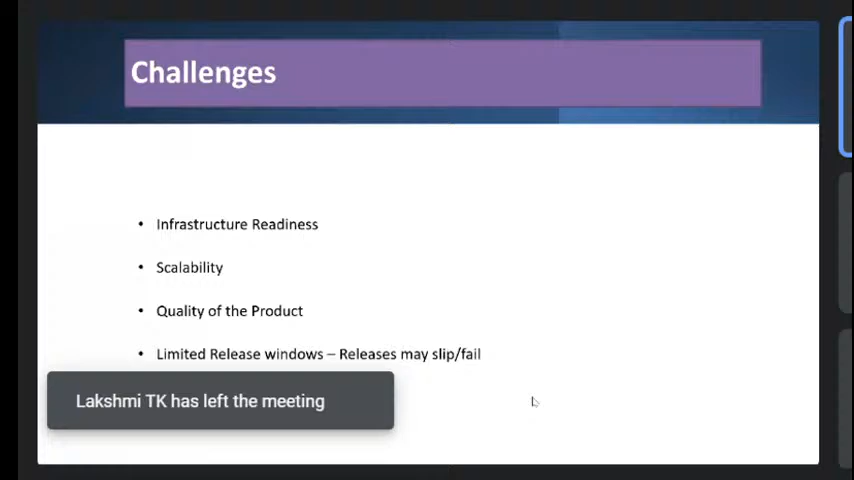 Challenges
• Infrastructure Readiness
• Scalability
• Quality of the Product
• Limited Release windows – Releases may slip/fail
Lakshmi TK has left the meeting